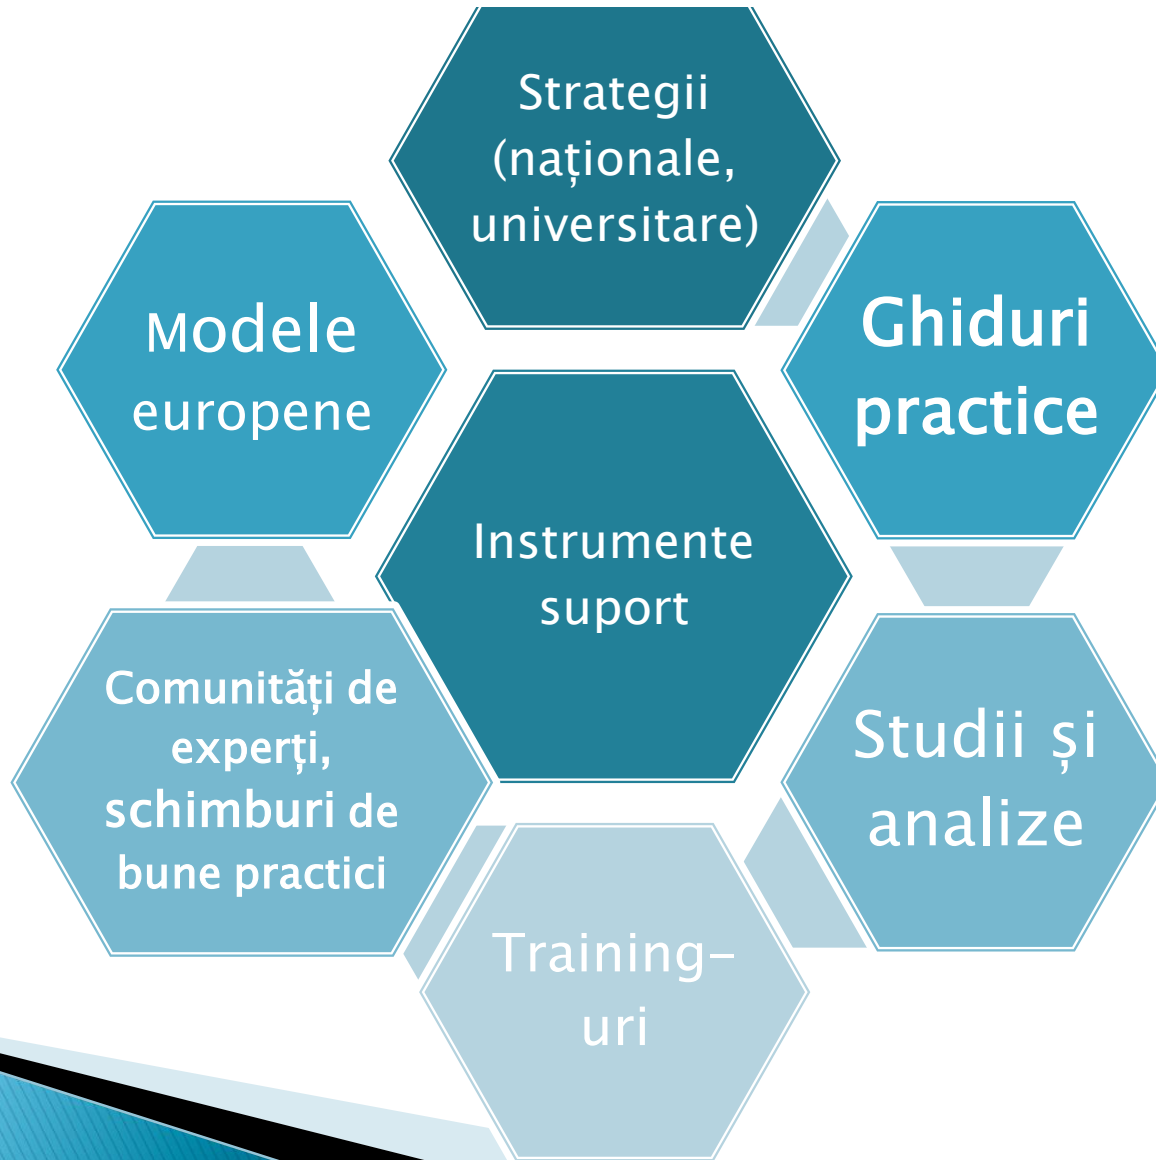 Strategii
(naționale,
universitare)
Ghiduri
practice
Modele
europene
Instrumente
suport
Comunități de
experți,
schimburi de
bune practici
Studii și
analize
Training-
uri